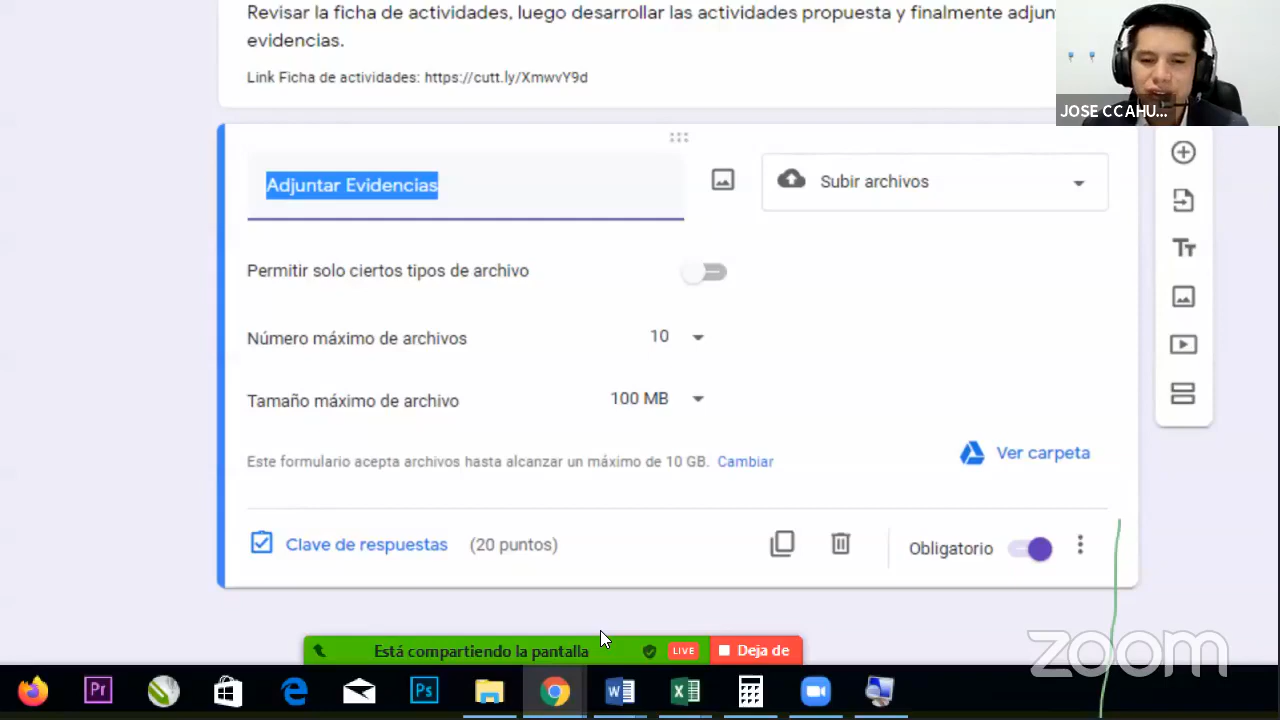 Revisar la ficha de actividades, luego desarrollar las actividades propuesta y finalmente
evidencias.
Link Ficha de actividades: https://cutt.ly/XmwvY9d
JOSE CCAHU...
Adjuntar Evidencias
Subir archivos
Permitir solo ciertos tipos de archivo
Número máximo de archivos 10
Tamaño máximo de archivo 100 MB
Este formulario acepta archivos hasta alcanzar un máximo de 10 GB. Cambiar
Ver carpeta
Clave de respuestas (20 puntos)
Obligatorio
Está compartiendo la pantalla LIVE Deja de
zoom
Pr Ps